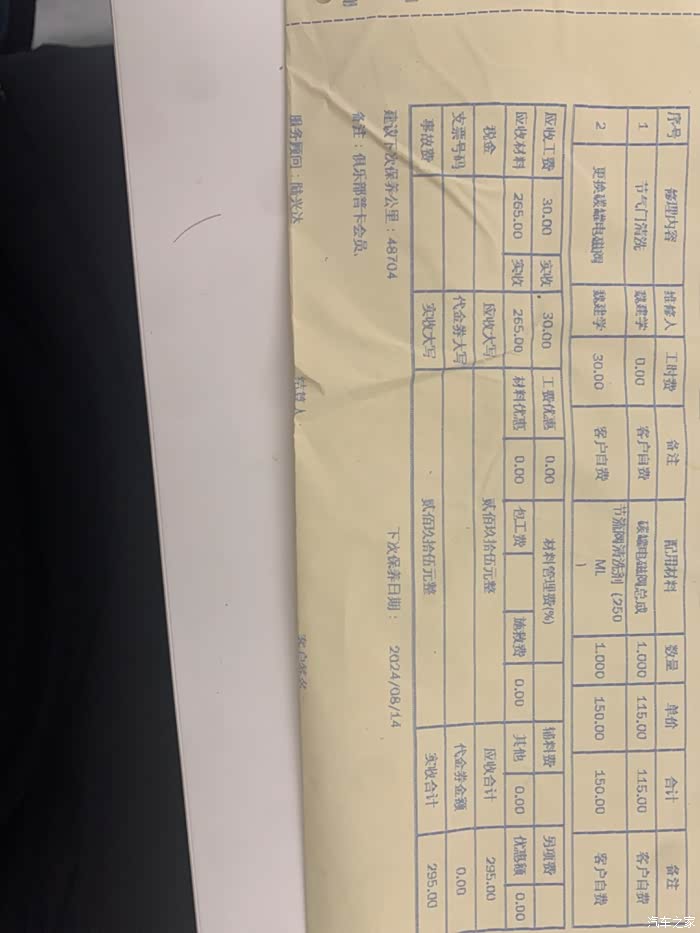 序号 修理内容 维修人 工时费 备注 配用材料 数量 单价 合计 备注
1 节气门清洗 魏建学 0.00 客户自费 碳罐电磁阀总成 1.000 115.00 115.00 客户自费
2 更换碳罐电磁阀 魏建学 30.00 客户自费 节流阀清洗剂（250
ML
） 1.000 150.00 150.00 客户自费
应收工费 30.00 实收 30.00 工费优惠 0.00 材料管理费(%) 辅料费 另项费
应收材料 265.00 实收 265.00 材料优惠 0.00 包工费 施救费 0.00 其他 0.00 优惠额 0.00
税金 应收大写 贰佰玖拾伍元整 应收合计 295.00
支票号码 代金券大写 代金券金额 0.00
事故费 实收大写 贰佰玖拾伍元整 实收合计 295.00
建议下次保养公里：48704 下次保养日期： 2024/08/14
备注：俱乐部普卡会员,
服务顾问：陆兴达 结算人
汽车之家